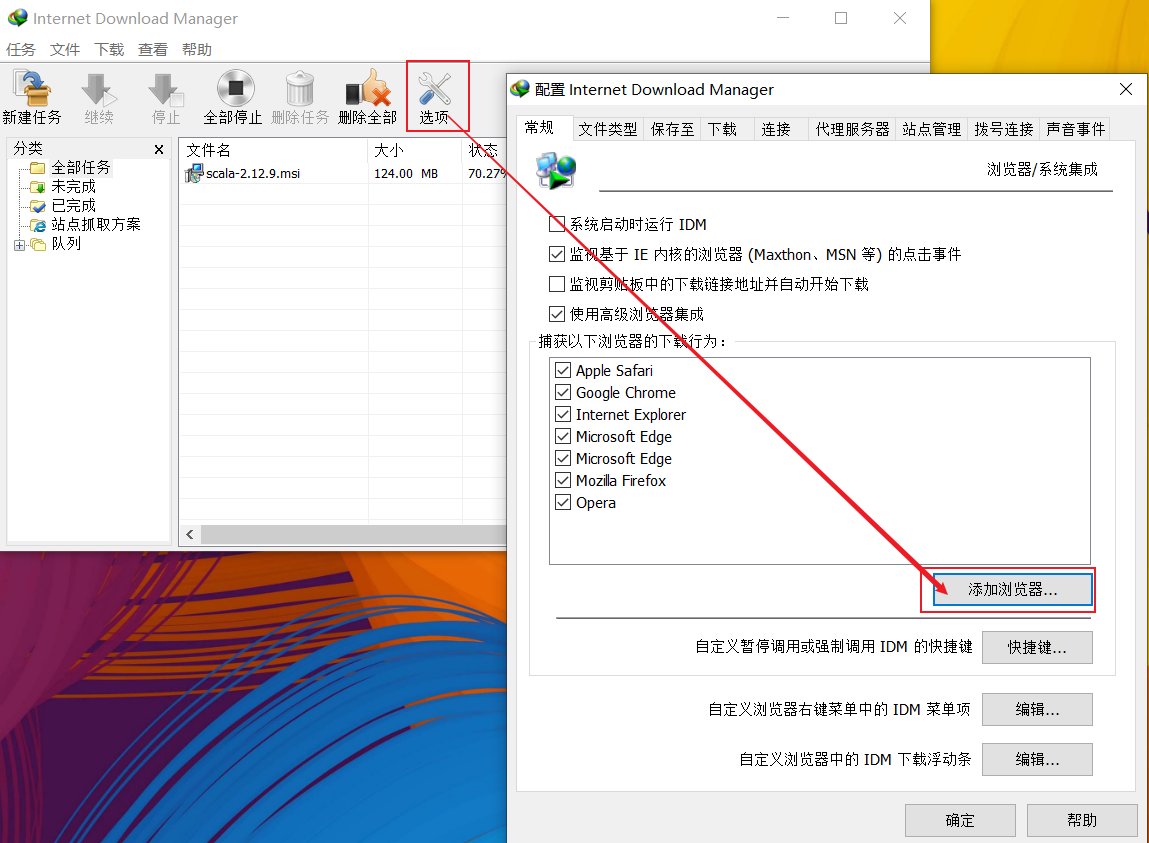 Internet Download Manager
任务 文件 下载 查看 帮助
新建任务 继续 停止 全部停止 删除任务 删除全部 选项
分类
全部任务
未完成
已完成
站点抓取方案
队列
文件名 大小 状态
scala-2.12.9.msi 124.00 MB 70.27%
配置 Internet Download Manager
常规 文件类型 保存至 下载 连接 代理服务器 站点管理 拨号连接 声音事件
浏览器/系统集成
系统启动时运行 IDM
监视基于 IE 内核的浏览器 (Maxthon、MSN 等) 的点击事件
监视剪贴板中的下载链接地址并自动开始下载
使用高级浏览器集成
捕获以下浏览器的下载行为：
Apple Safari
Google Chrome
Internet Explorer
Microsoft Edge
Microsoft Edge
Mozilla Firefox
Opera
添加浏览器...
自定义暂停调用或强制调用 IDM 的快捷键 快捷键...
自定义浏览器右键菜单中的 IDM 菜单项 编辑...
自定义浏览器中的 IDM 下载浮动条 编辑...
确定 帮助